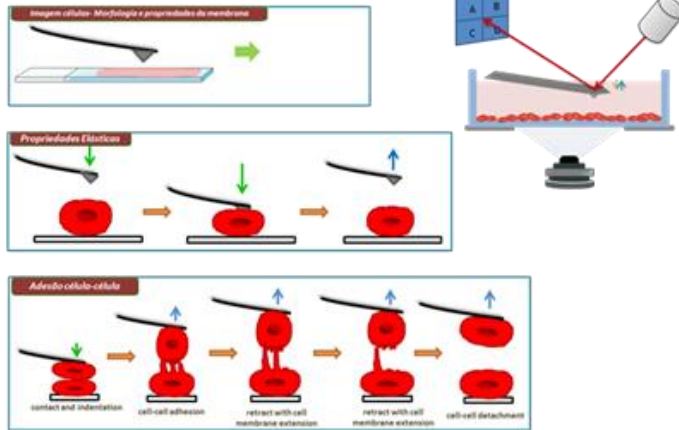 Imagem células- Morfologia e propriedades da membrana
A B
C D
Propriedades Elásticas
Adesão célula-célula
contact and indentation
cell-cell adhesion
retract with cell
membrane extension
retract with cell
membrane extension
cell-cell detachment